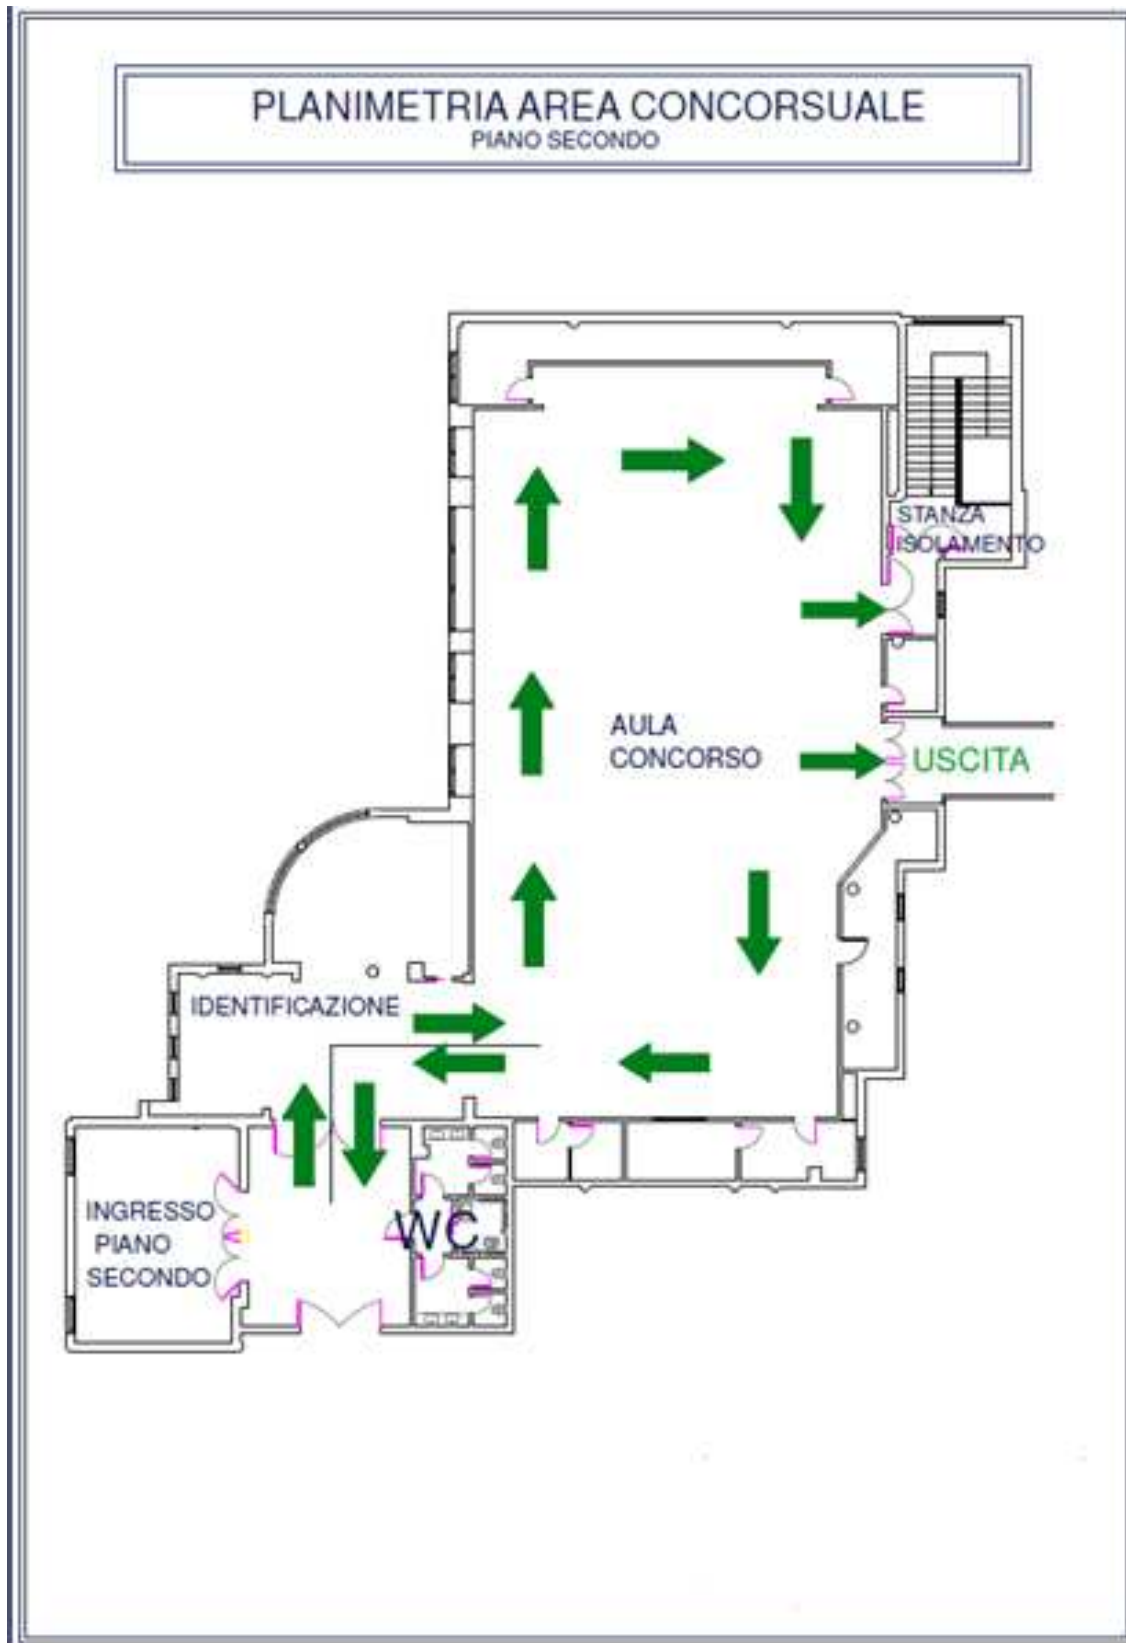 PLANIMETRIA AREA CONCORSUALE
PIANO SECONDO
STANZA
ISOLAMENTO
AULA
CONCORSO
USCITA
IDENTIFICAZIONE
INGRESSO
PIANO
SECONDO
WC